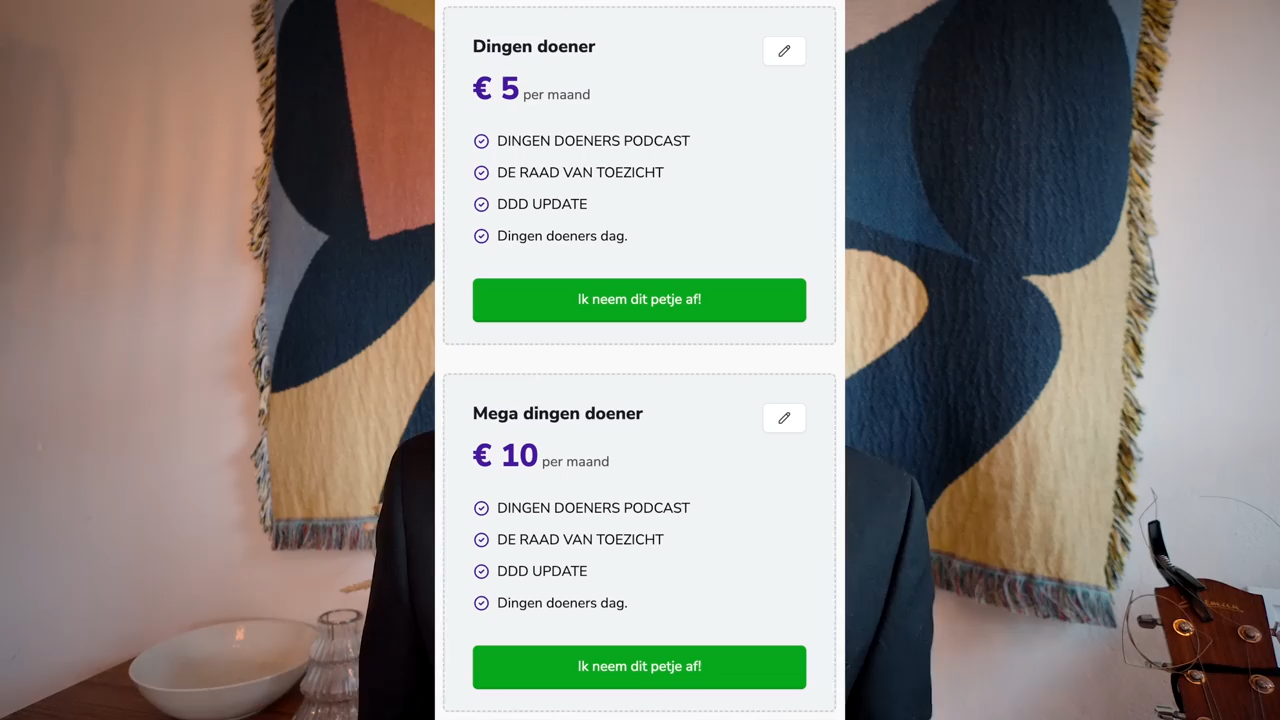 Dingen doener
€ 5 per maand
DINGEN DOENERS PODCAST
DE RAAD VAN TOEZICHT
DDD UPDATE
Dingen doeners dag.
Ik neem dit petje af!
Mega dingen doener
€ 10 per maand
DINGEN DOENERS PODCAST
DE RAAD VAN TOEZICHT
DDD UPDATE
Dingen doeners dag.
Ik neem dit petje af!